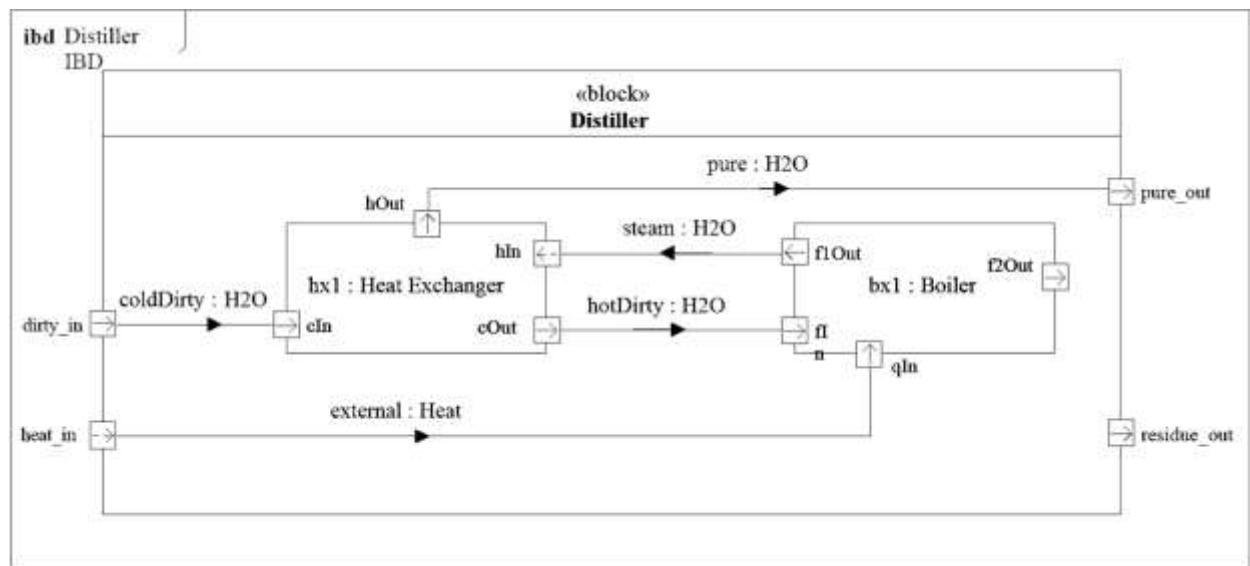 ibd Distiller
IBD
«block»
Distiller
pure : H2O
pure_out
hOut
steam : H2O
hIn
f1Out
f2Out
hx1 : Heat Exchanger
bx1 : Boiler
coldDirty : H2O
hotDirty : H2O
dirty_in
cIn
cOut
fI
n
qIn
external : Heat
heat_in
residue_out